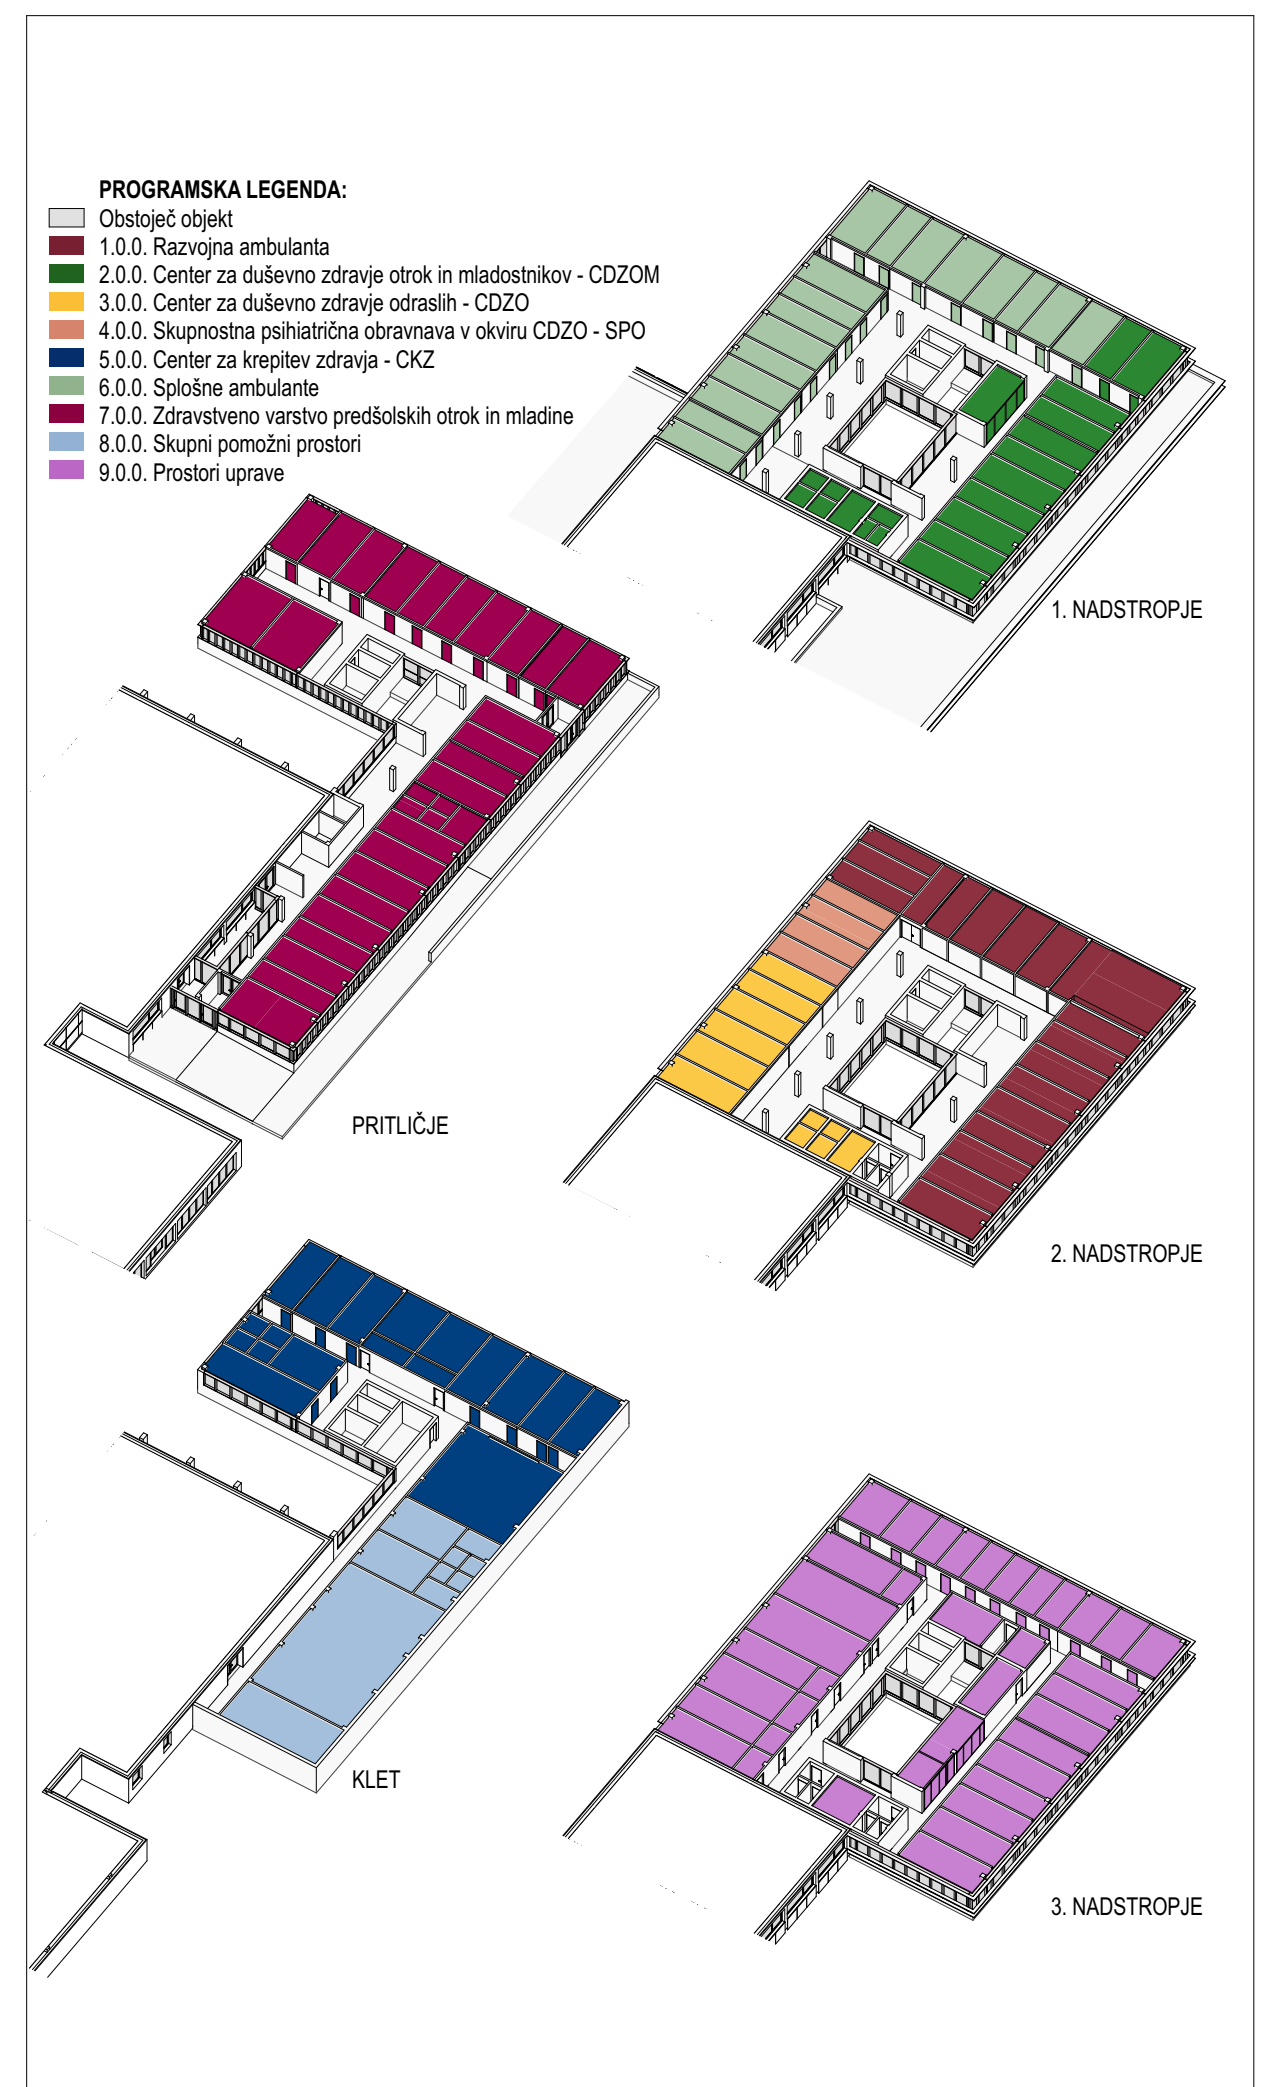 PROGRAMSKA LEGENDA:
Obstoječ objekt
1.0.0. Razvojna ambulanta
2.0.0. Center za duševno zdravje otrok in mladostnikov - CDZOM
3.0.0. Center za duševno zdravje odraslih - CDZO
4.0.0. Skupnostna psihiatrična obravnava v okviru CDZO - SPO
5.0.0. Center za krepitev zdravja - CKZ
6.0.0. Splošne ambulante
7.0.0. Zdravstveno varstvo predšolskih otrok in mladine
8.0.0. Skupni pomožni prostori
9.0.0. Prostori uprave
1. NADSTROPJE
PRITLIČJE
2. NADSTROPJE
KLET
3. NADSTROPJE